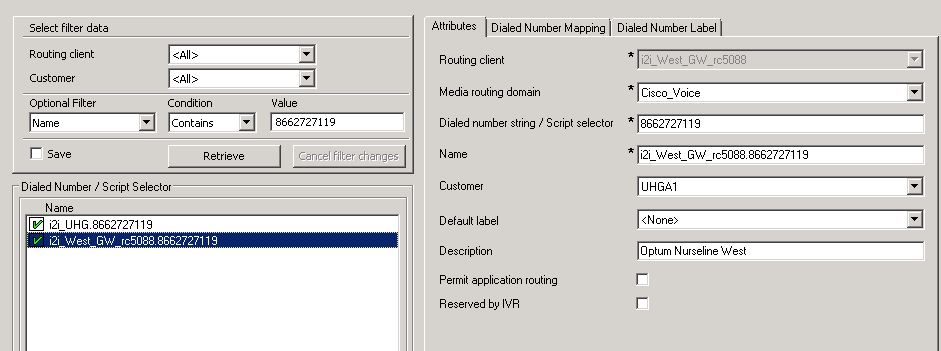 Select filter data
Routing client <All>
Customer <All>
Optional Filter Condition Value
Name Contains 8662727119
Save Retrieve Cancel filter changes
Dialed Number / Script Selector
Name
i2i_UHG.8662727119
i2i_West_GW_rc5088.8662727119
Attributes Dialed Number Mapping Dialed Number Label
Routing client * i2i_West_GW_rc5088
Media routing domain * Cisco_Voice
Dialed number string / Script selector * 8662727119
Name * i2i_West_GW_rc5088.8662727119
Customer UHGA1
Default label <None>
Description Optum Nurseline West
Permit application routing
Reserved by IVR